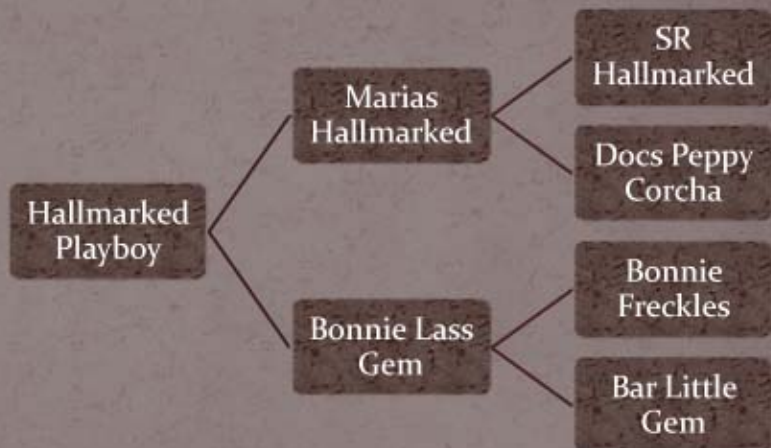 Hallmarked
Playboy
Marias
Hallmarked
Bonnie Lass
Gem
SR
Hallmarked
Docs Peppy
Corcha
Bonnie
Freckles
Bar Little
Gem